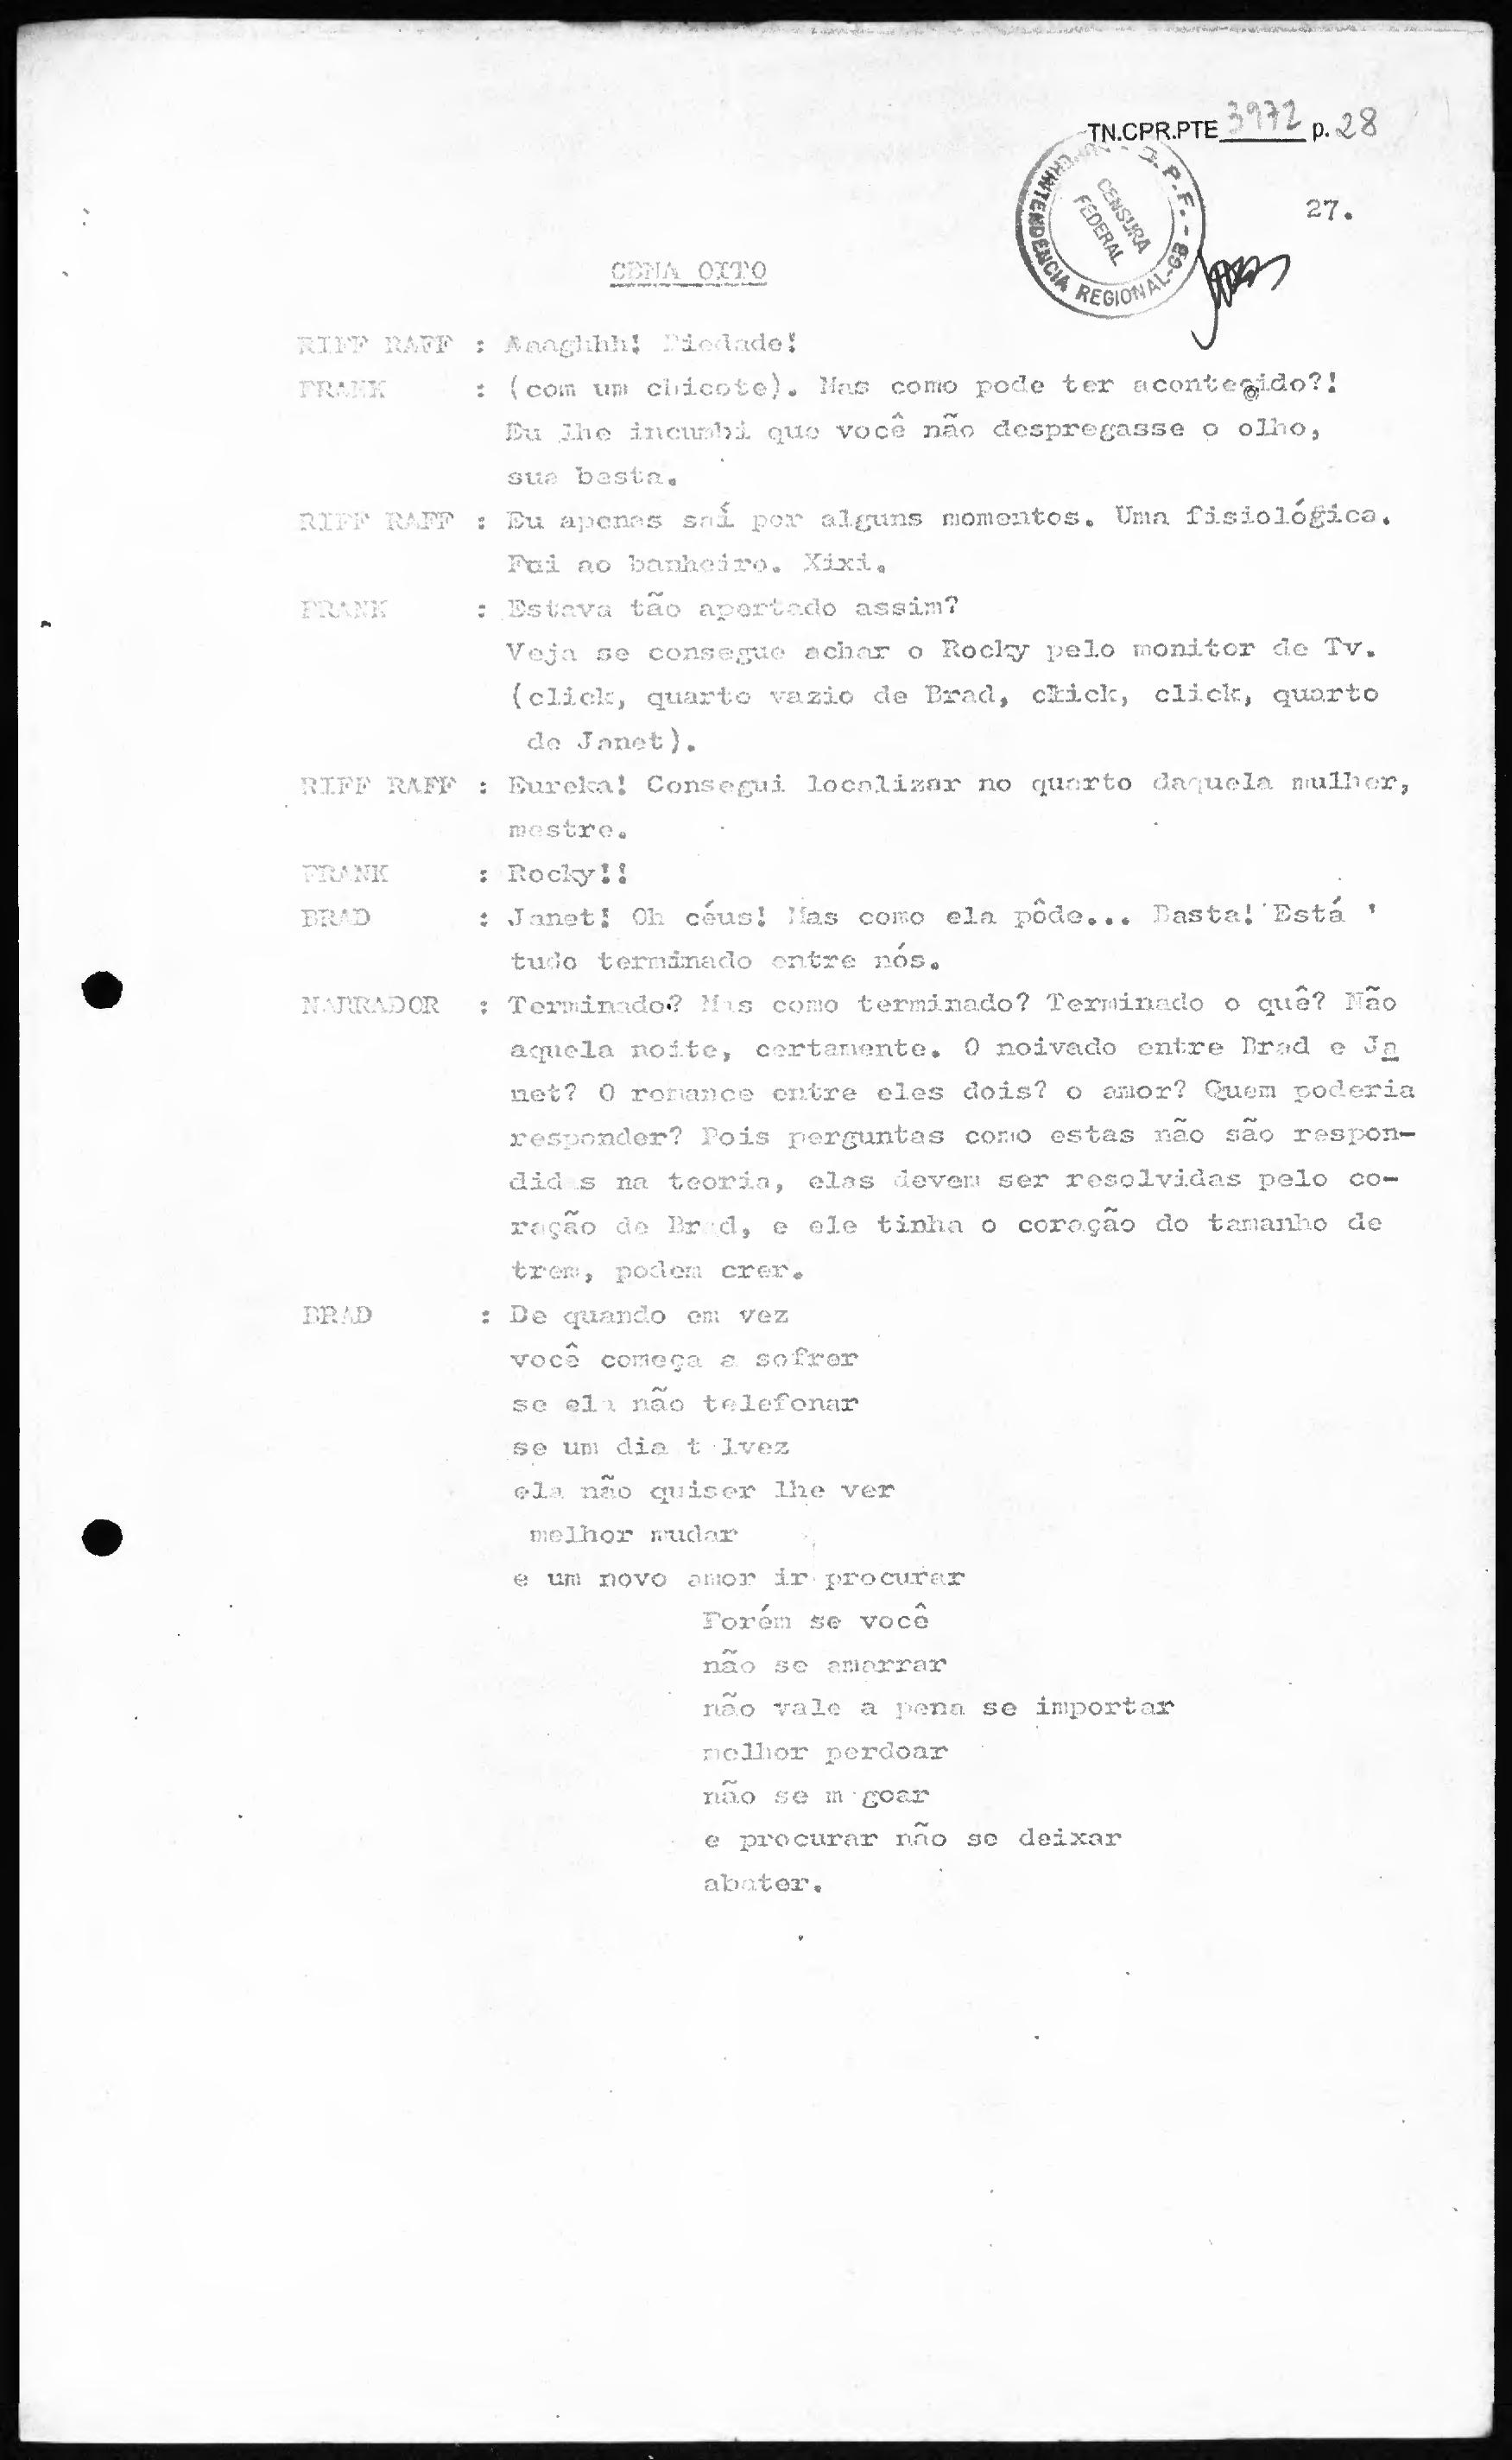 TN.CPR.PTE 3972 p. 28
D.P.F. - SUPERINTENDÊNCIA REGIONAL-GB
CENSURA
FEDERAL
27.
CENA OITO
RIFF RAFF : Aaaghhh! Piedade!
FRANK : (com um chicote). Mas como pode ter acontecido?!
Eu lhe incumbi que você não despregasse o olho,
sua besta.
RIFF RAFF : Eu apenas saí por alguns momentos. Uma fisiológica.
Fui ao banheiro. Xixi.
FRANK : Estava tão apertado assim?
Veja se consegue achar o Rocky pelo monitor de Tv.
(click, quarto vazio de Brad, click, click, quarto
de Janet).
RIFF RAFF : Eureka! Consegui localizar no quarto daquela mulher,
mestre.
FRANK : Rocky!!
BRAD : Janet! Oh céus! Mas como ela pôde... Basta! Está '
tudo terminado entre nós.
NARRADOR : Terminado? Mas como terminado? Terminado o quê? Não
aquela noite, certamente. O noivado entre Brad e Ja
net? O romance entre eles dois? o amor? Quem poderia
responder? Pois perguntas como estas não são respon-
didas na teoria, elas devem ser resolvidas pelo co-
ração de Brad, e ele tinha o coração do tamanho de
trem, podem crer.
BRAD : De quando em vez
você começa a sofrer
se ela não telefonar
se um dia talvez
ela não quiser lhe ver
melhor mudar
e um novo amor ir procurar
Porém se você
não se amarrar
não vale a pena se importar
melhor perdoar
não se magoar
e procurar não se deixar
abater.